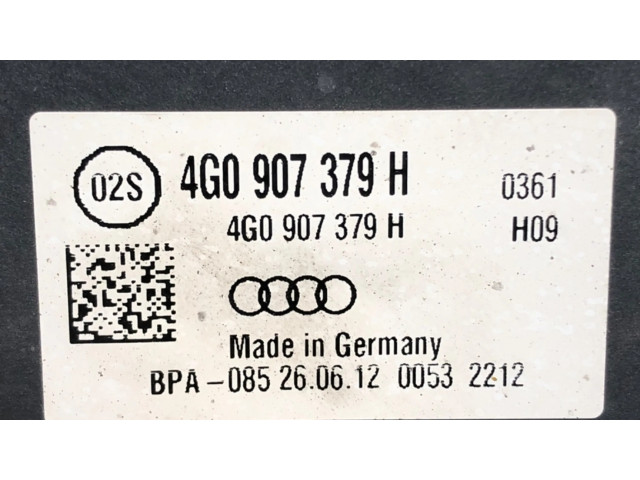 02S 4G0 907 379 H 0361
4G0 907 379 H H09
Made in Germany
BPA -085 26.06.12 0053 2212